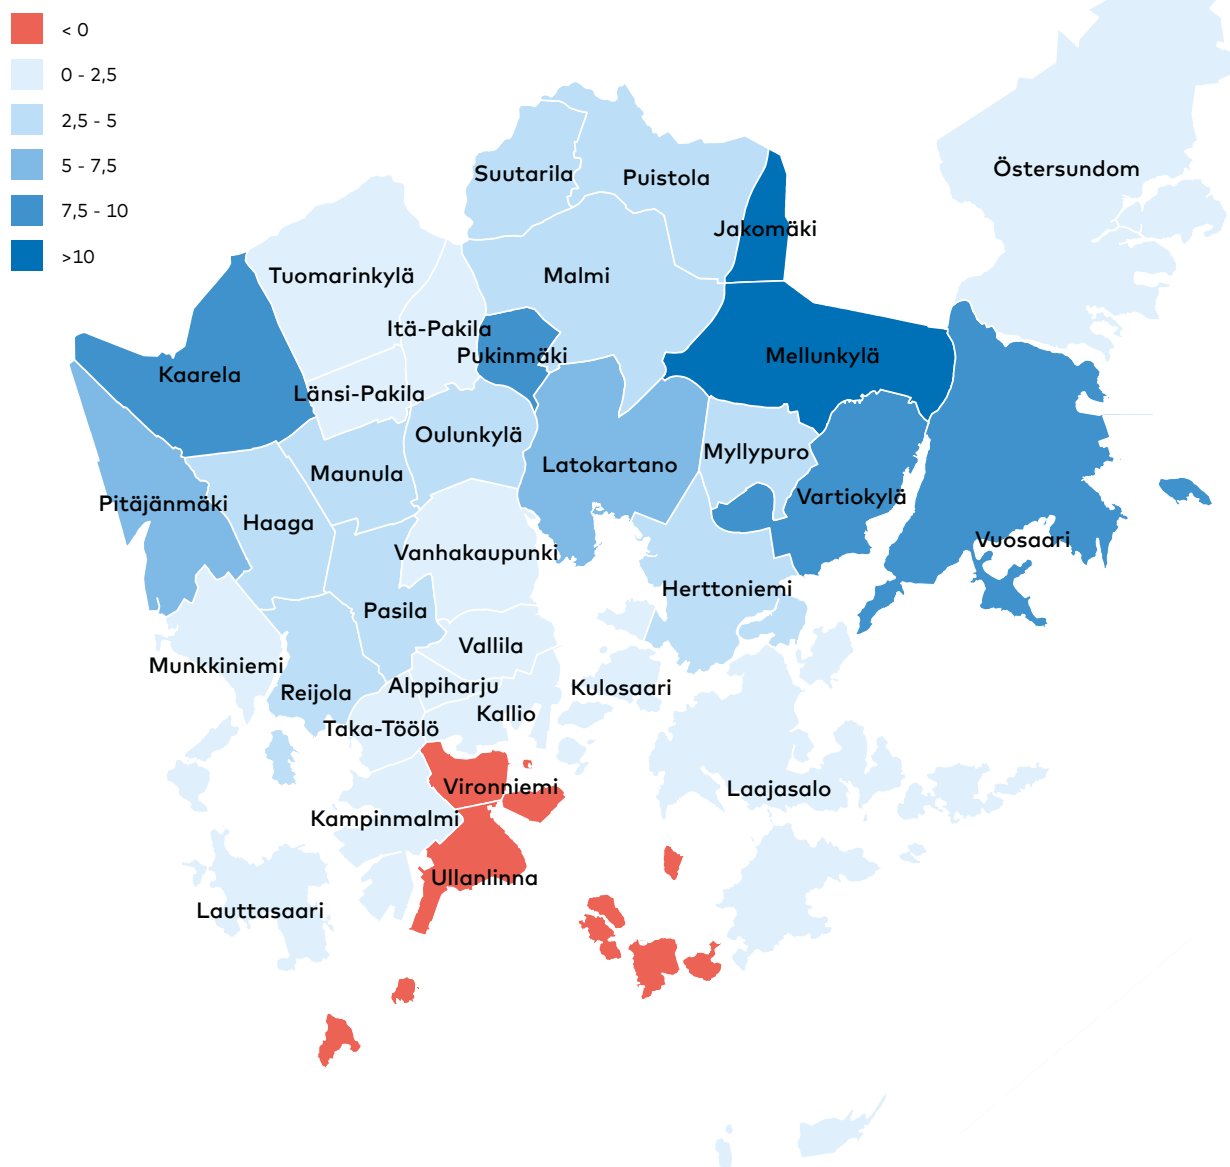 < 0
0 - 2,5
2,5 - 5
5 - 7,5
7,5 - 10
>10
Östersundom
Suutarila
Puistola
Jakomäki
Tuomarinkylä
Malmi
Itä-Pakila
Pukinmäki
Mellunkylä
Kaarela
Länsi-Pakila
Oulunkylä
Myllypuro
Latokartano
Maunula
Vartiokylä
Pitäjänmäki
Haaga
Vuosaari
Vanhakaupunki
Herttoniemi
Pasila
Vallila
Munkkiniemi
Alppiharju
Kulosaari
Reijola
Kallio
Taka-Töölö
Vironniemi
Laajasalo
Kampinmalmi
Ullanlinna
Lauttasaari